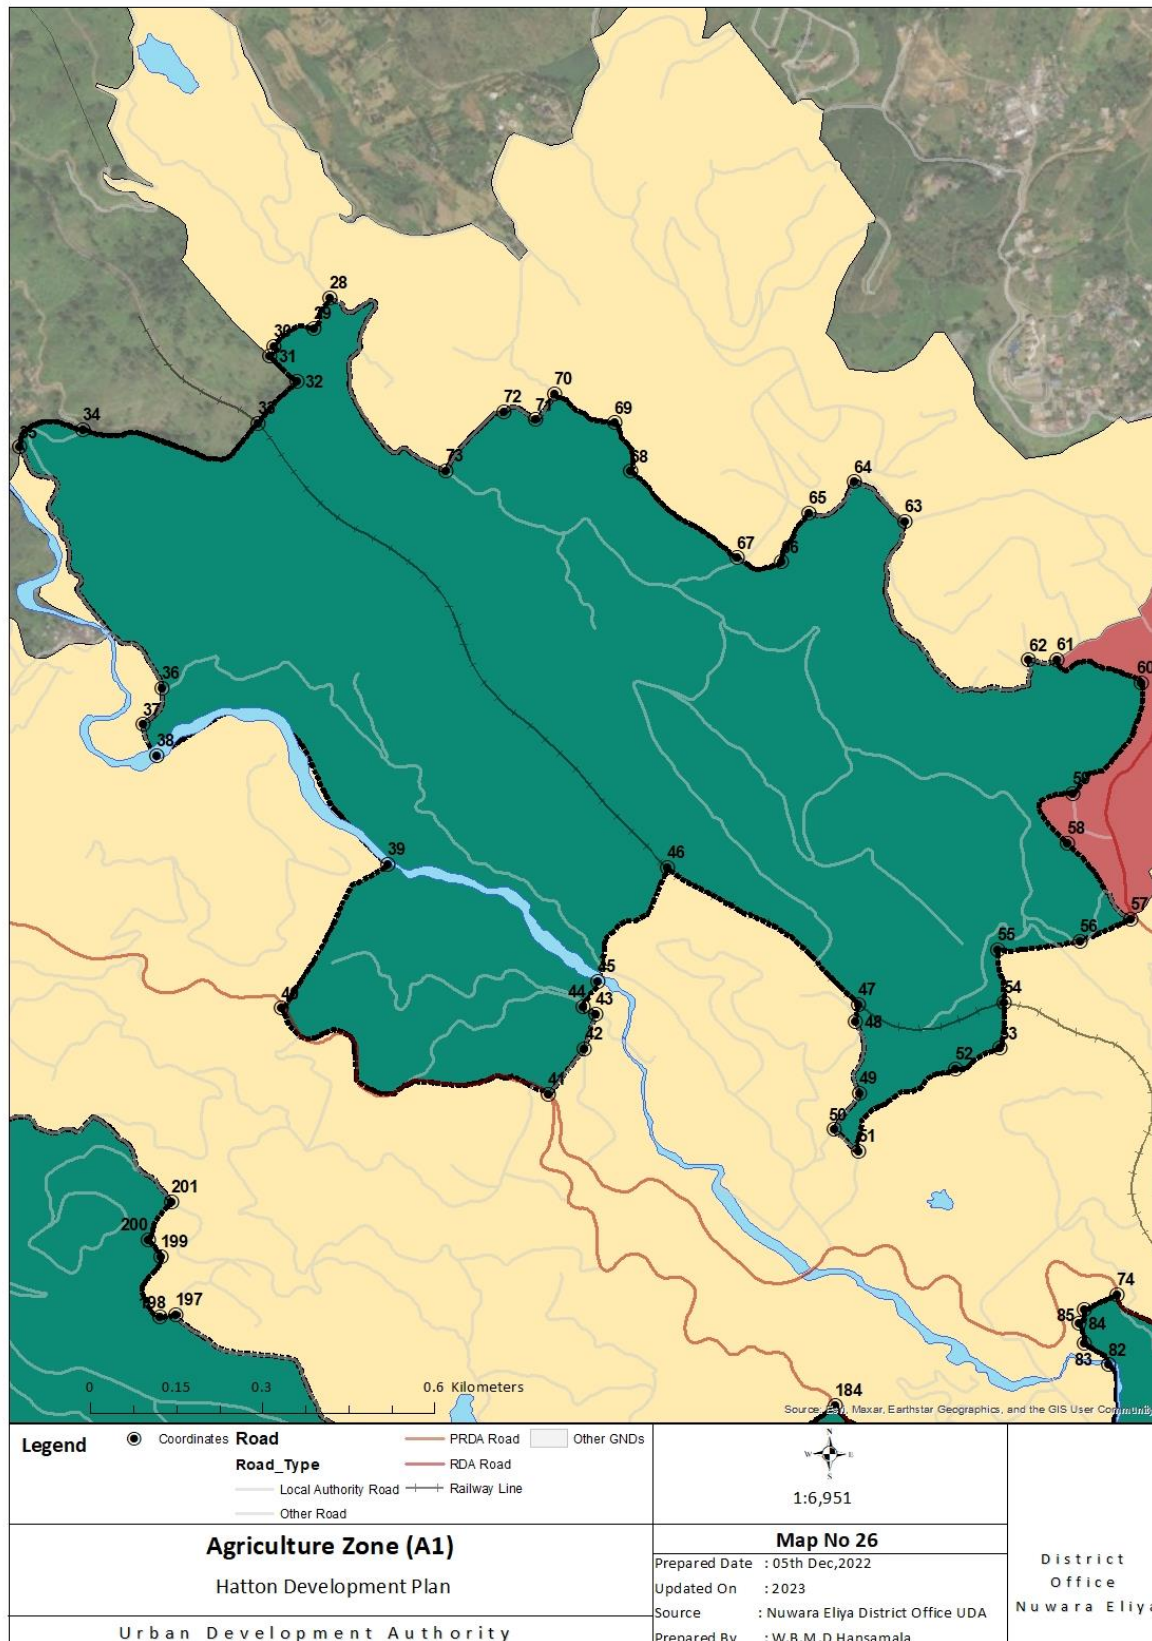 28
29
30
31
32
70
72
71
69
33
34
35
73
68
64
65
63
67
66
62
61
36
60
37
38
59
58
39
46
57
56
55
45
44
43
47
54
40
48
42
53
52
41
49
50
51
201
200
199
74
198
197
85
84
83
82
0 0.15 0.3 0.6 Kilometers
184
Source: Esri, Maxar, Earthstar Geographics, and the GIS User Community
Legend
Coordinates
Road
Road_Type
Local Authority Road
Other Road
PRDA Road
RDA Road
Railway Line
Other GNDs
N
W E
S
1:6,951
Agriculture Zone (A1)
Hatton Development Plan
Urban Development Authority
Map No 26
Prepared Date : 05th Dec,2022
Updated On : 2023
Source : Nuwara Eliya District Office UDA
Prepared By : W.B.M.D Hansamala
District
Office
Nuwara Eliya